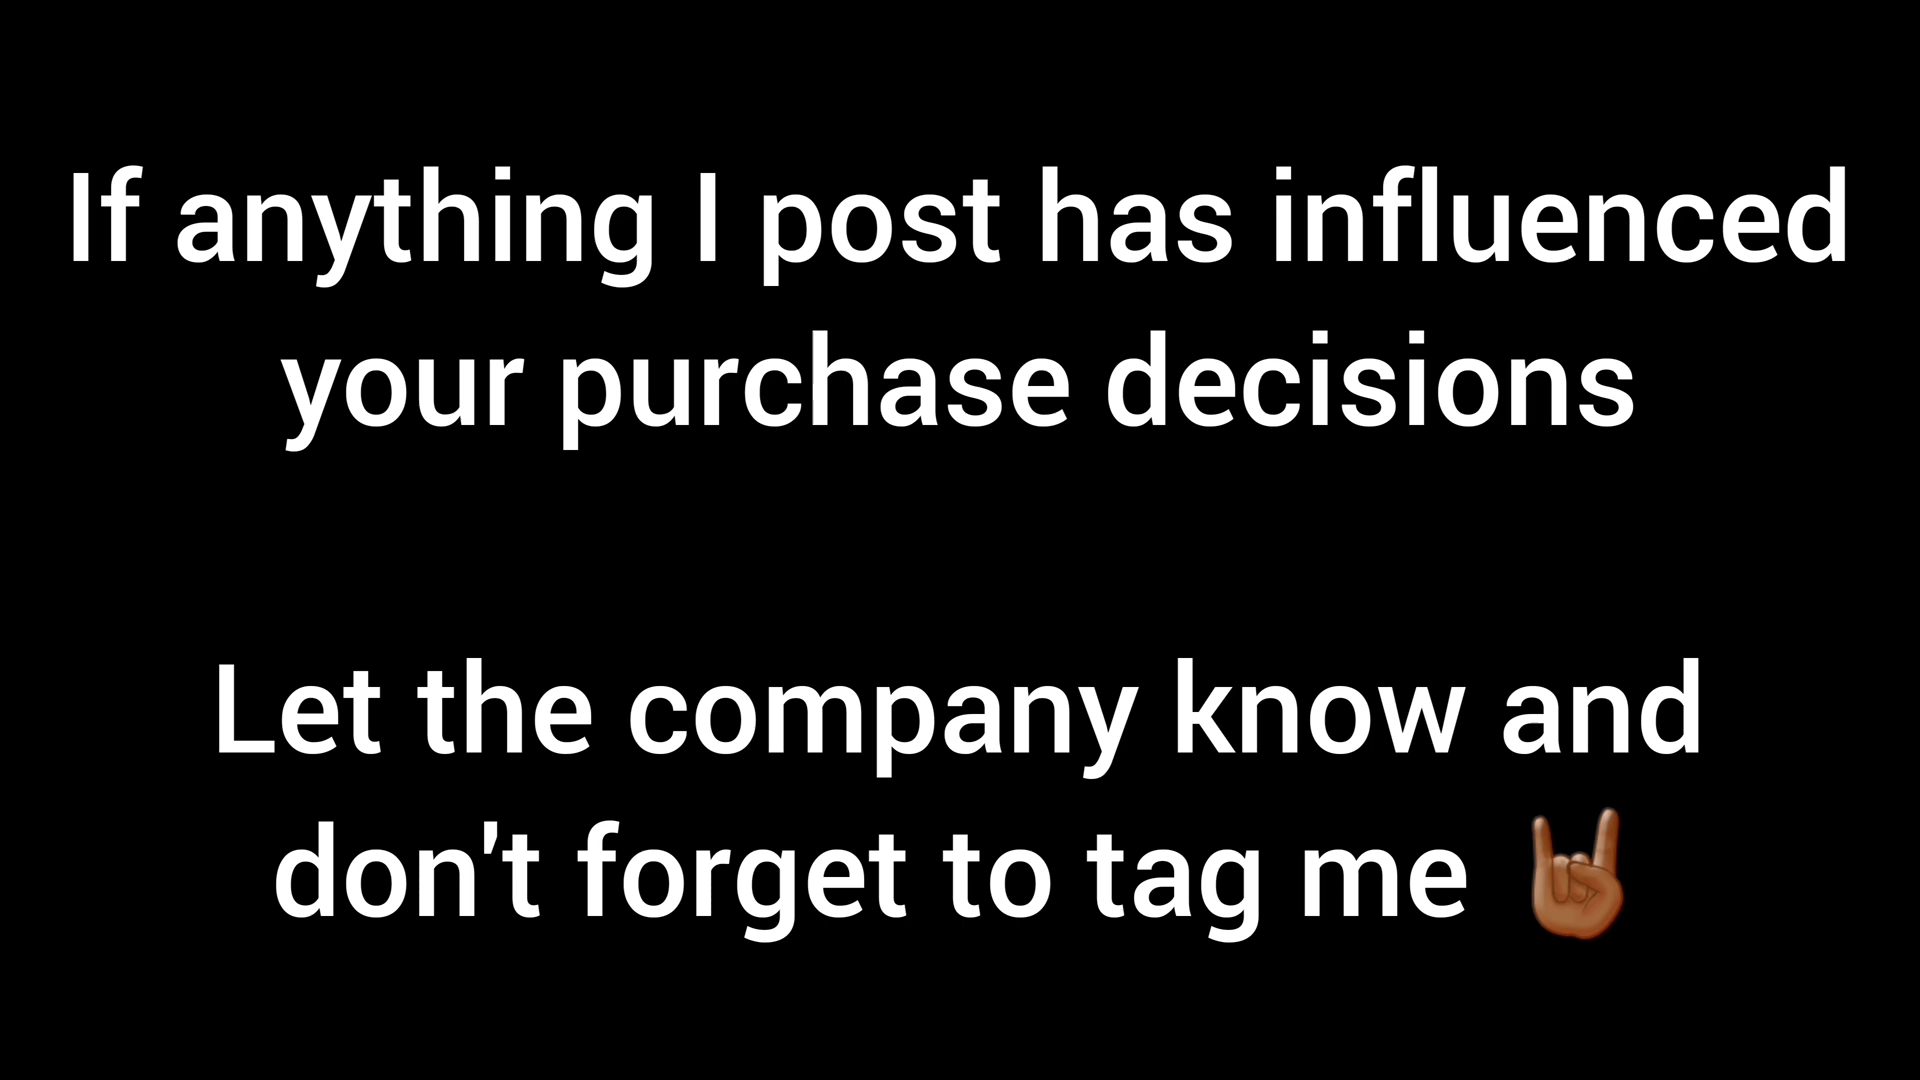 If anything I post has influenced
your purchase decisions
Let the company know and
don't forget to tag me 🤘🏾